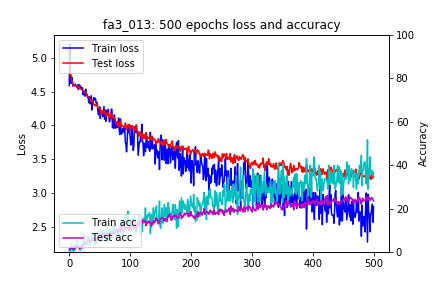 fa3_013: 500 epochs loss and accuracy
Train loss
Test loss
Train acc
Test acc
Loss
5.0
4.5
4.0
3.5
3.0
2.5
Accuracy
100
80
60
40
20
0
0
100
200
300
400
500